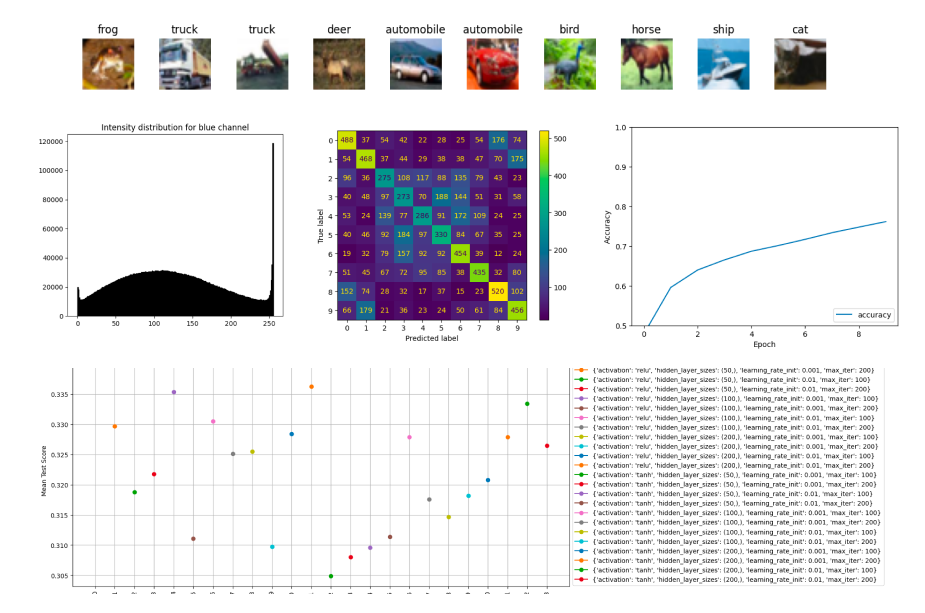 frog truck truck deer automobile automobile bird horse ship cat
Intensity distribution for blue channel
120000
100000
80000
60000
40000
20000
0
0 50 100 150 200 250
True label
0 488 37 54 42 22 28 25 54 176 74
1 54 468 37 44 29 38 38 47 70 175
2 96 36 275 108 117 88 135 79 43 23
3 40 48 97 273 70 188 144 51 31 58
4 53 24 139 77 286 91 172 109 24 25
5 40 46 92 184 97 330 84 67 35 25
6 19 32 79 157 92 92 454 39 12 24
7 51 45 67 72 95 85 38 435 32 80
8 152 74 28 32 17 37 15 23 520 102
9 66 179 21 36 23 24 50 61 84 456
0 1 2 3 4 5 6 7 8 9
Predicted label
500
400
300
200
100
Accuracy
1.0
0.9
0.8
0.7
0.6
0.5
accuracy
0 2 4 6 8
Epoch
Mean Test Score
0.335
0.330
0.325
0.320
0.315
0.310
0.305
{'activation': 'relu', 'hidden_layer_sizes': (50,), 'learning_rate_init': 0.001, 'max_iter': 200}
{'activation': 'relu', 'hidden_layer_sizes': (50,), 'learning_rate_init': 0.01, 'max_iter': 100}
{'activation': 'relu', 'hidden_layer_sizes': (50,), 'learning_rate_init': 0.01, 'max_iter': 200}
{'activation': 'relu', 'hidden_layer_sizes': (100,), 'learning_rate_init': 0.001, 'max_iter': 100}
{'activation': 'relu', 'hidden_layer_sizes': (100,), 'learning_rate_init': 0.001, 'max_iter': 200}
{'activation': 'relu', 'hidden_layer_sizes': (100,), 'learning_rate_init': 0.01, 'max_iter': 100}
{'activation': 'relu', 'hidden_layer_sizes': (100,), 'learning_rate_init': 0.01, 'max_iter': 200}
{'activation': 'relu', 'hidden_layer_sizes': (200,), 'learning_rate_init': 0.001, 'max_iter': 100}
{'activation': 'relu', 'hidden_layer_sizes': (200,), 'learning_rate_init': 0.001, 'max_iter': 200}
{'activation': 'relu', 'hidden_layer_sizes': (200,), 'learning_rate_init': 0.01, 'max_iter': 100}
{'activation': 'relu', 'hidden_layer_sizes': (200,), 'learning_rate_init': 0.01, 'max_iter': 200}
{'activation': 'tanh', 'hidden_layer_sizes': (50,), 'learning_rate_init': 0.001, 'max_iter': 100}
{'activation': 'tanh', 'hidden_layer_sizes': (50,), 'learning_rate_init': 0.001, 'max_iter': 200}
{'activation': 'tanh', 'hidden_layer_sizes': (50,), 'learning_rate_init': 0.01, 'max_iter': 100}
{'activation': 'tanh', 'hidden_layer_sizes': (50,), 'learning_rate_init': 0.01, 'max_iter': 200}
{'activation': 'tanh', 'hidden_layer_sizes': (100,), 'learning_rate_init': 0.001, 'max_iter': 100}
{'activation': 'tanh', 'hidden_layer_sizes': (100,), 'learning_rate_init': 0.001, 'max_iter': 200}
{'activation': 'tanh', 'hidden_layer_sizes': (100,), 'learning_rate_init': 0.01, 'max_iter': 100}
{'activation': 'tanh', 'hidden_layer_sizes': (100,), 'learning_rate_init': 0.01, 'max_iter': 200}
{'activation': 'tanh', 'hidden_layer_sizes': (200,), 'learning_rate_init': 0.001, 'max_iter': 100}
{'activation': 'tanh', 'hidden_layer_sizes': (200,), 'learning_rate_init': 0.001, 'max_iter': 200}
{'activation': 'tanh', 'hidden_layer_sizes': (200,), 'learning_rate_init': 0.01, 'max_iter': 100}
{'activation': 'tanh', 'hidden_layer_sizes': (200,), 'learning_rate_init': 0.01, 'max_iter': 200}